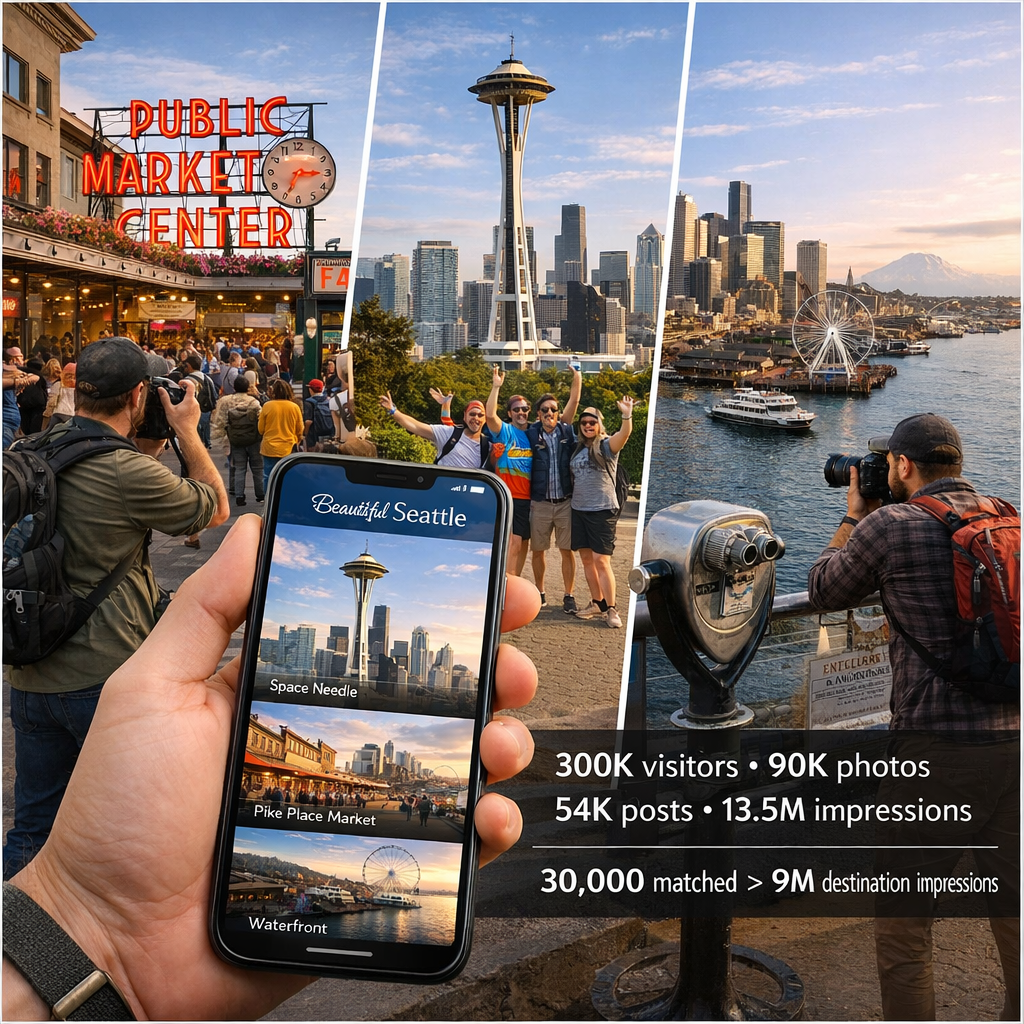 PUBLIC
MARKET
CENTER
FA
Beautiful Seattle
Space Needle
Pike Place Market
Waterfront
300K visitors • 90K photos
54K posts • 13.5M impressions
30,000 matched > 9M destination impressions